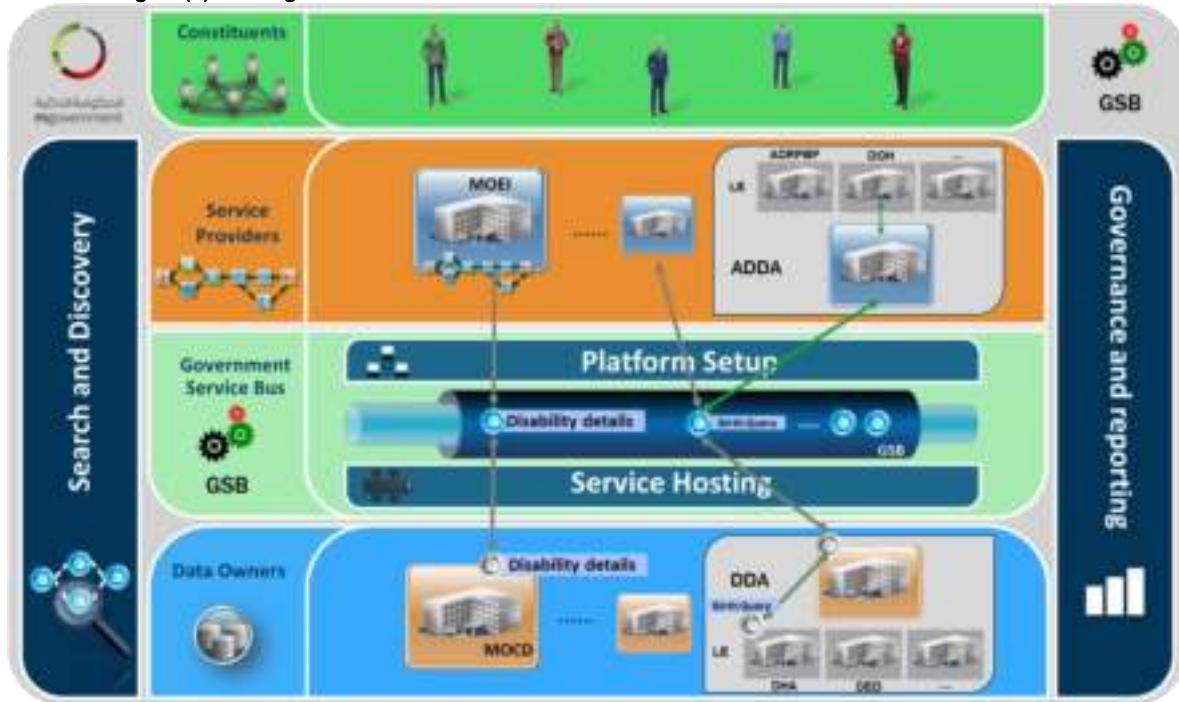 Constituents
mgovernment
GSB
Search and Discovery
Governance and reporting
Service
Providers
MOEI
......
LE
DOH
...
ADDA
Government
Service Bus
GSB
Platform Setup
Disability details
Birth Query
......
GSB
Service Hosting
Data Owners
Disability details
MOCD
......
DDA
Birth Query
LE
DHA
DED
...